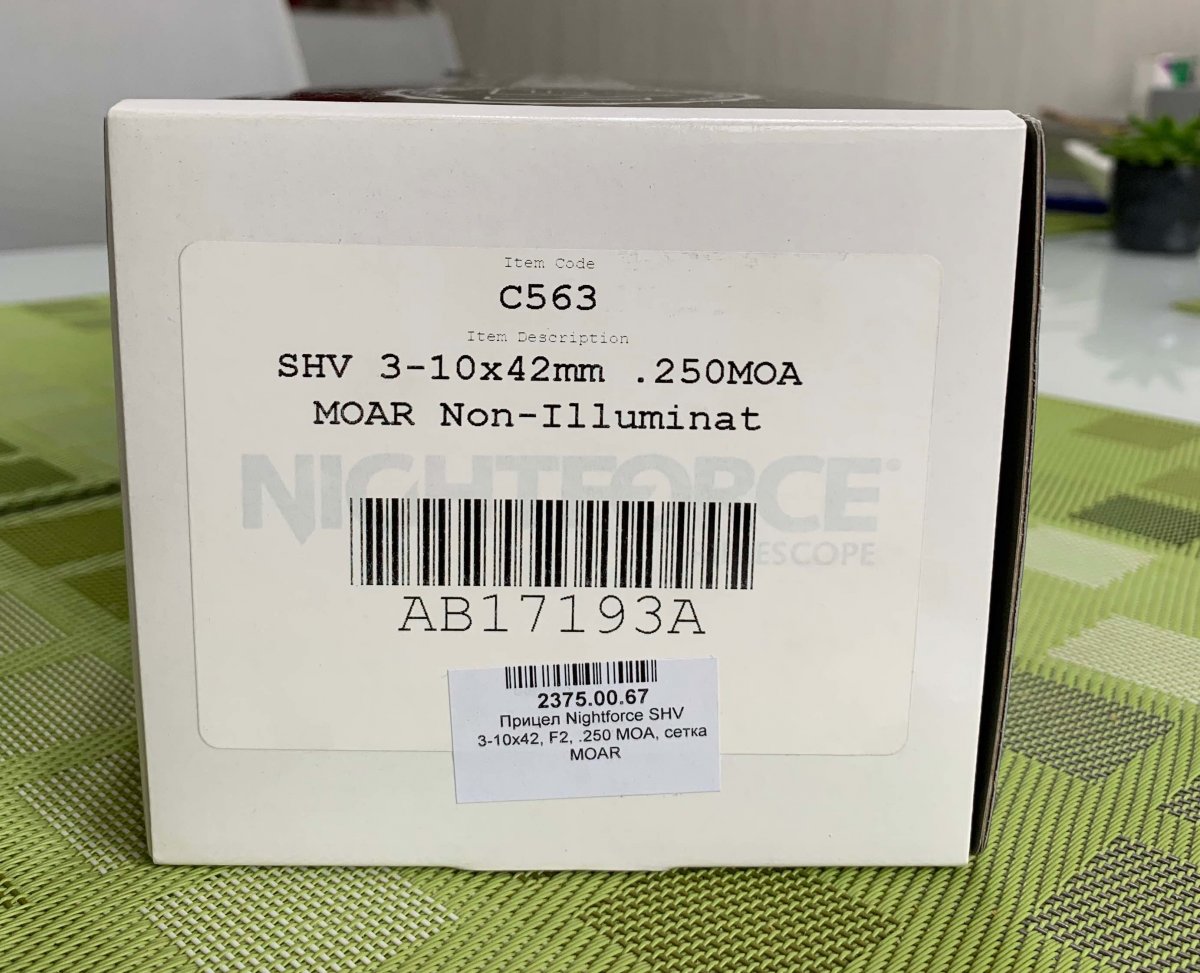 Item Code
C563
Item Description
SHV 3-10x42mm .250MOA
MOAR Non-Illuminat
NIGHTFORCE
ESCOPE
AB17193A
2375.00.67
Прицел Nightforce SHV
3-10x42, F2, .250 MOA, сетка
MOAR